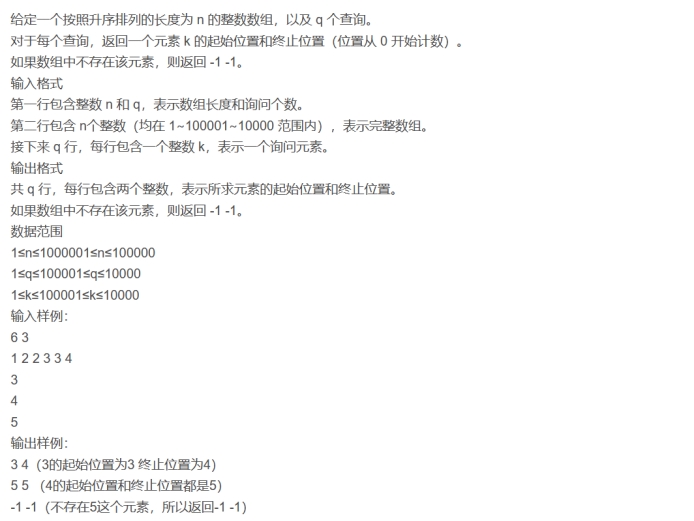 给定一个按照升序排列的长度为 n 的整数数组，以及 q 个查询。
对于每个查询，返回一个元素 k 的起始位置和终止位置（位置从 0 开始计数）。
如果数组中不存在该元素，则返回 -1 -1。
输入格式
第一行包含整数 n 和 q，表示数组长度和询问个数。
第二行包含 n个整数（均在 1~100001~10000 范围内），表示完整数组。
接下来 q 行，每行包含一个整数 k，表示一个询问元素。
输出格式
共 q 行，每行包含两个整数，表示所求元素的起始位置和终止位置。
如果数组中不存在该元素，则返回 -1 -1。
数据范围
1≤n≤1000001≤n≤100000
1≤q≤100001≤q≤10000
1≤k≤100001≤k≤10000
输入样例：
6 3
1 2 2 3 3 4
3
4
5
输出样例：
3 4（3的起始位置为3 终止位置为4）
5 5 （4的起始位置和终止位置都是5）
-1 -1（不存在5这个元素，所以返回-1 -1）